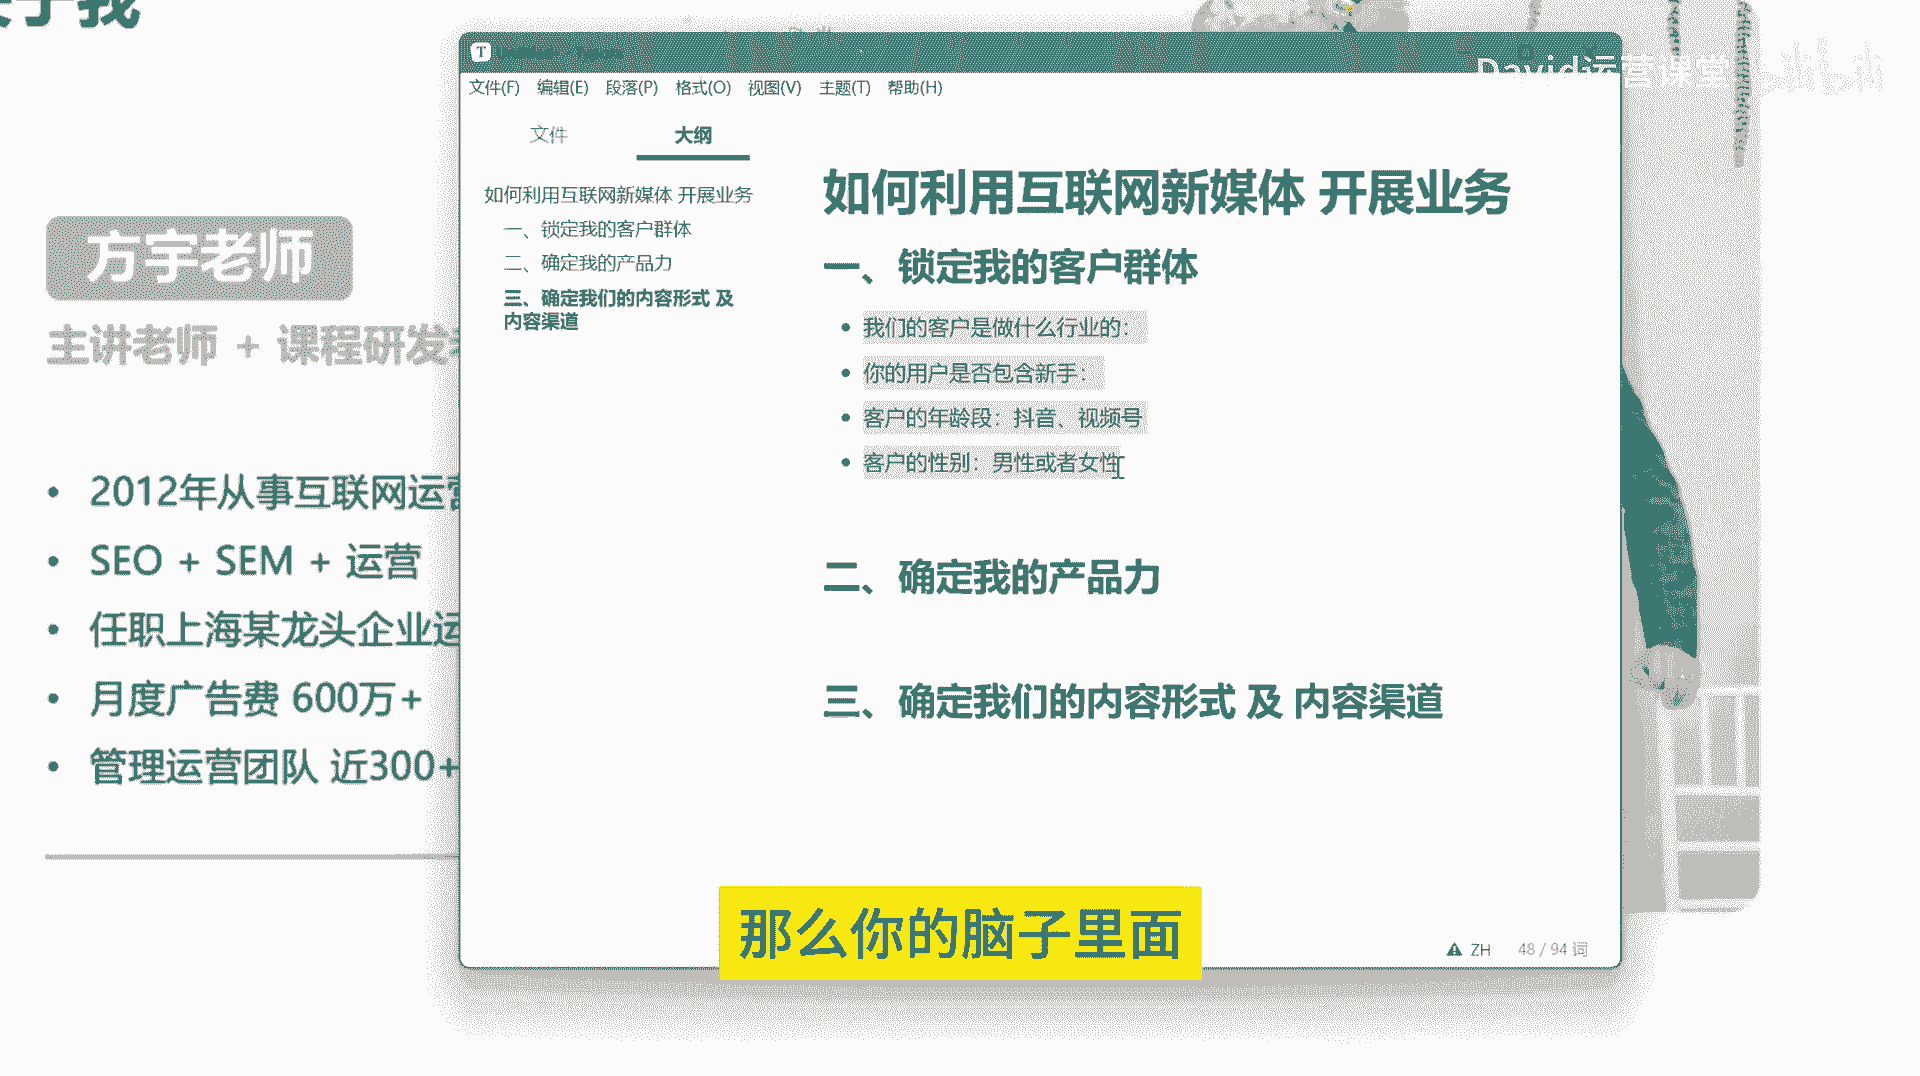 方宇老师
主讲老师 + 课程研发
2012年从事互联网运营
SEO + SEM + 运营
任职上海某龙头企业运
月度广告费 600万+
管理运营团队 近300+
T
文件(F) 编辑(E) 段落(P) 格式(O) 视图(V) 主题(T) 帮助(H)
文件 大纲
如何利用互联网新媒体 开展业务
一、锁定我的客户群体
二、确定我的产品力
三、确定我们的内容形式 及
内容渠道
如何利用互联网新媒体 开展业务
一、锁定我的客户群体
我们的客户是做什么行业的：
你的用户是否包含新手：
客户的年龄段：抖音、视频号
客户的性别：男性或者女性
二、确定我的产品力
三、确定我们的内容形式 及 内容渠道
ZH 48 / 94 词
David运营课堂 bilibili
那么你的脑子里面